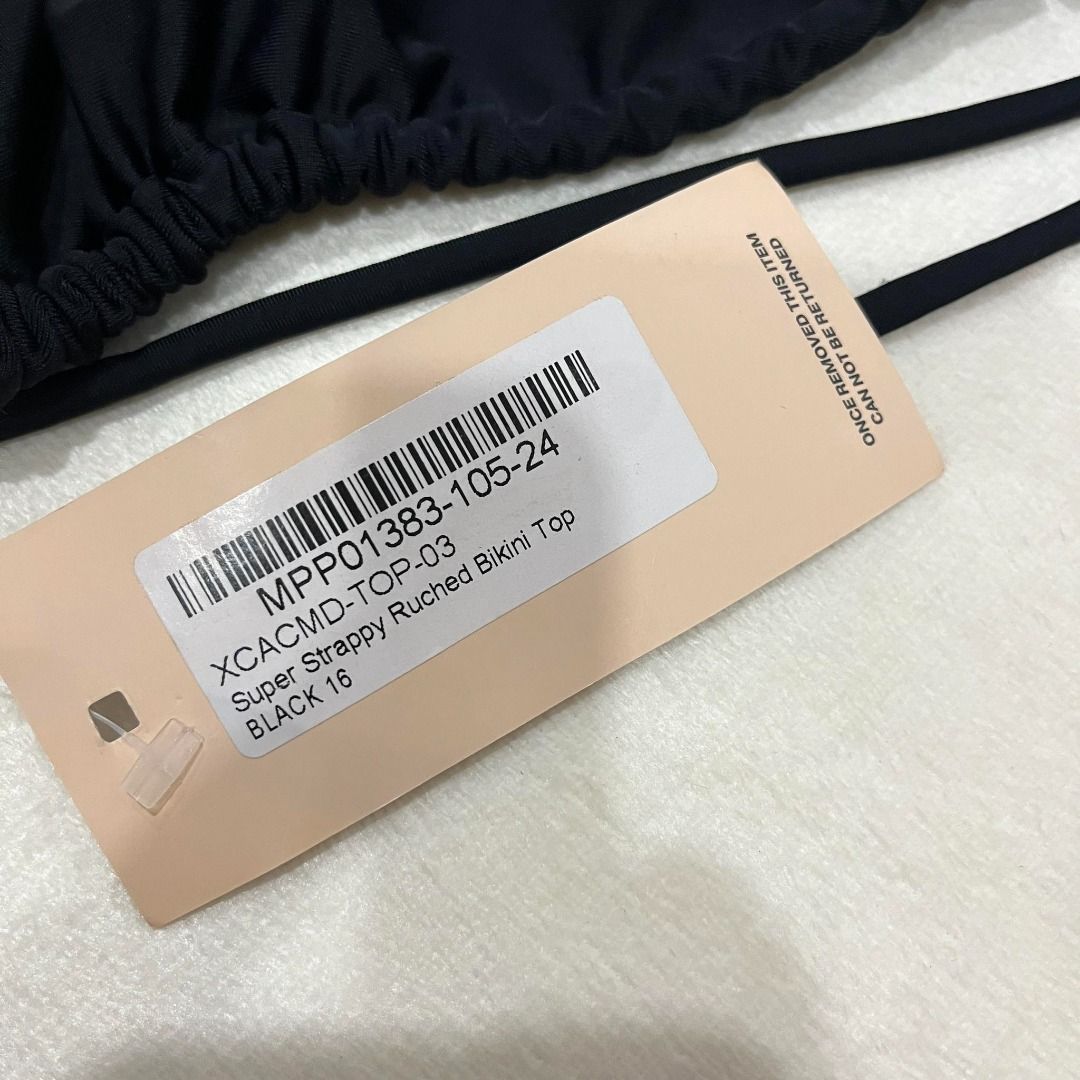 MPP01383-105-24
XCACMD-TOP-03
Super Strappy Ruched Bikini Top
BLACK 16
ONCE REMOVED THIS ITEM
CAN NOT BE RETURNED